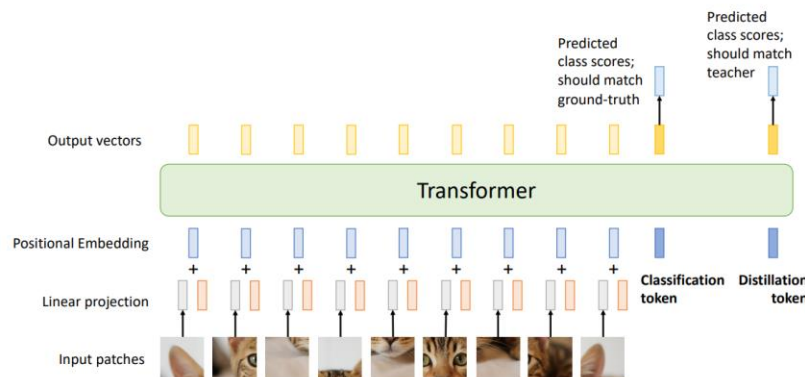 Predicted
class scores;
should match
ground-truth
Predicted
class scores;
should match
teacher
Output vectors
Transformer
Positional Embedding
+ + + + + + + + +
Classification
token
Distillation
token
Linear projection
Input patches